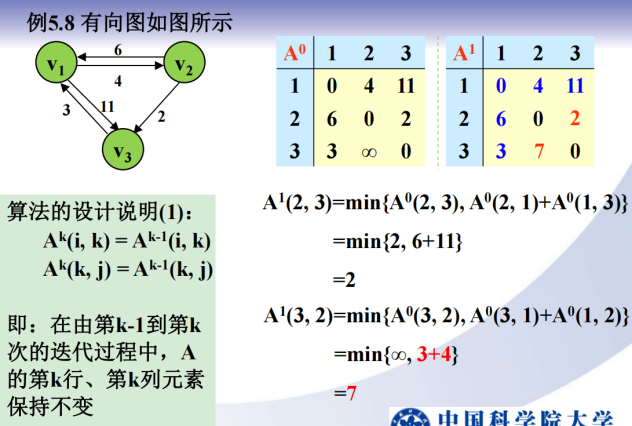 例5.8 有向图如图所示
6
V1
V2
4
3
11
2
V3
A⁰ 1 2 3
1 0 4 11
2 6 0 2
3 3 ∞ 0
A¹ 1 2 3
1 0 4 11
2 6 0 2
3 3 7 0
算法的设计说明(1)：
Aᵏ(i, k) = Aᵏ⁻¹(i, k)
Aᵏ(k, j) = Aᵏ⁻¹(k, j)
即：在由第k-1到第k
次的迭代过程中，A
的第k行、第k列元素
保持不变
A¹(2, 3)=min{A⁰(2, 3), A⁰(2, 1)+A⁰(1, 3)}
=min{2, 6+11}
=2
A¹(3, 2)=min{A⁰(3, 2), A⁰(3, 1)+A⁰(1, 2)}
=min{∞, 3+4}
=7
中国科学院大学